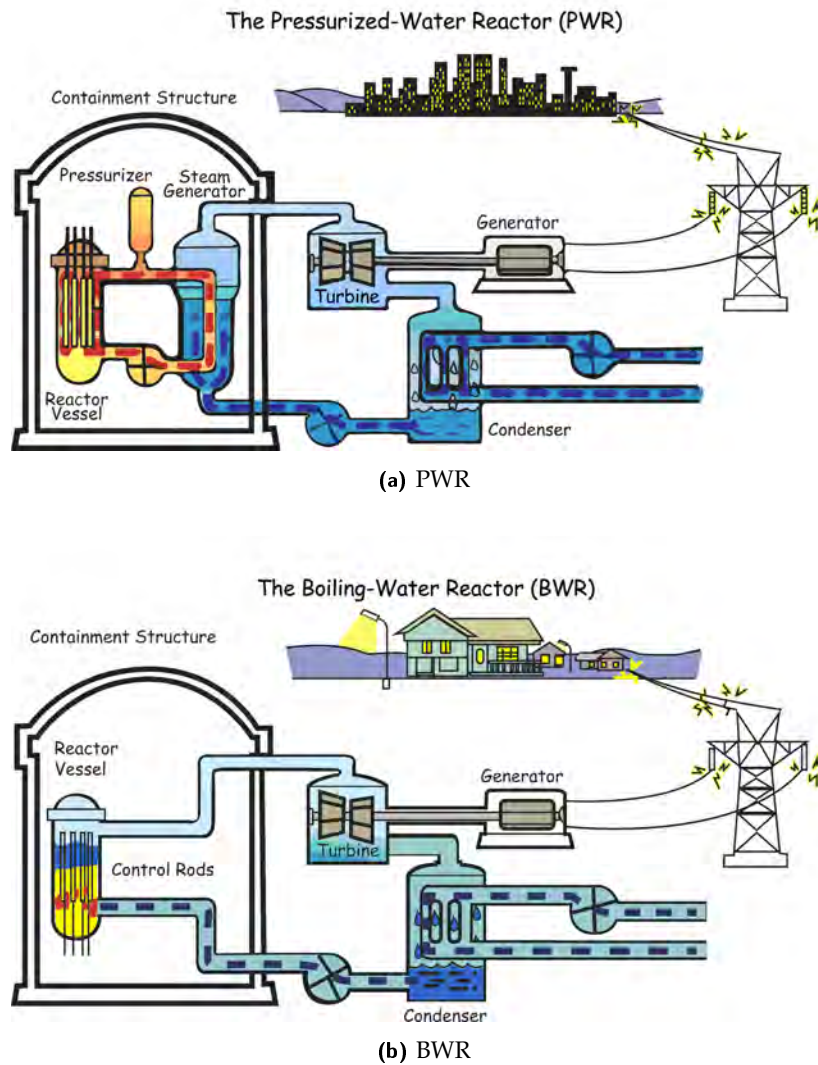 The Pressurized-Water Reactor (PWR)
Containment Structure
Pressurizer
Steam
Generator
Generator
Turbine
Reactor
Vessel
Condenser
(a) PWR
The Boiling-Water Reactor (BWR)
Containment Structure
Reactor
Vessel
Generator
Turbine
Control Rods
Condenser
(b) BWR